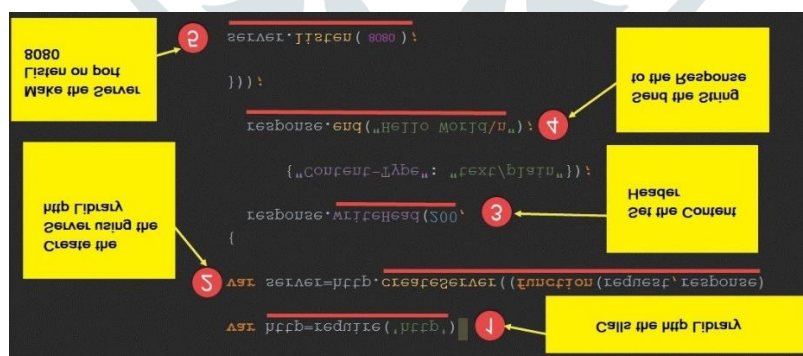 var http=require('http')
1
Calls the http Library
2
var server=http.createServer((function(request,response)
{
Create the
Server using the
http Library
response.writeHead(200,
3
Set the Content
Header
{"Content-Type": "text/plain"});
response.end("Hello World\n");
4
Send the String
to the Response
}));
server.listen( 8080 );
5
Make the Server
Listen on port
8080